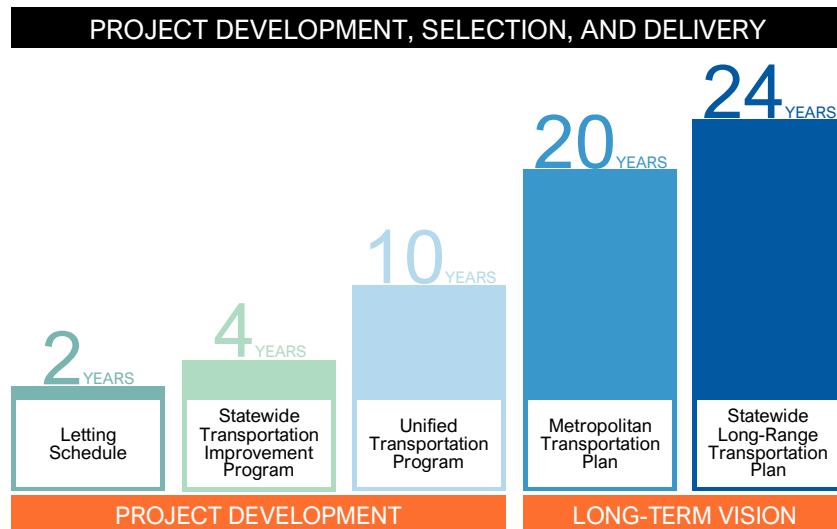 PROJECT DEVELOPMENT, SELECTION, AND DELIVERY
2 YEARS
Letting
Schedule
4 YEARS
Statewide
Transportation
Improvement
Program
10 YEARS
Unified
Transportation
Program
20 YEARS
Metropolitan
Transportation
Plan
24 YEARS
Statewide
Long-Range
Transportation
Plan
PROJECT DEVELOPMENT
LONG-TERM VISION